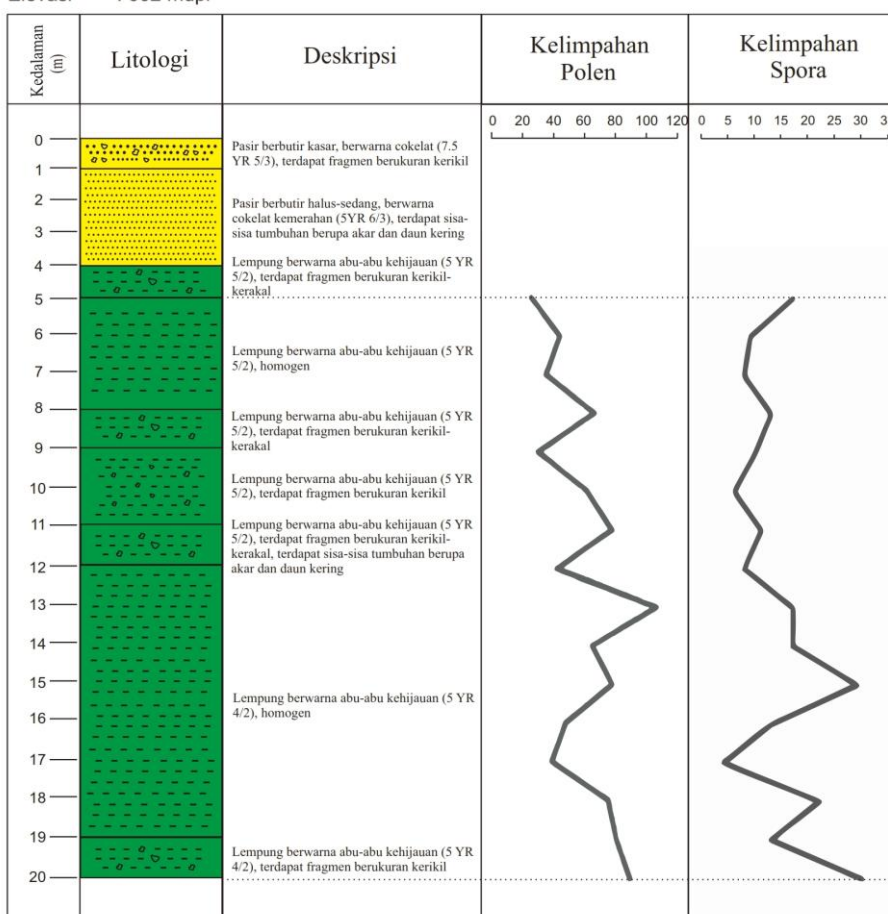 Kedalaman
(m)
Litologi
Deskripsi
Kelimpahan
Polen
Kelimpahan
Spora
0 20 40 60 80 100 120
0 5 10 15 20 25 30
0
1
2
3
4
5
6
7
8
9
10
11
12
13
14
15
16
17
18
19
20
Pasir berbutir kasar, berwarna cokelat (7.5
YR 5/3), terdapat fragmen berukuran kerikil
Pasir berbutir halus-sedang, berwarna
cokelat kemerahan (5YR 6/3), terdapat sisa-
sisa tumbuhan berupa akar dan daun kering
Lempung berwarna abu-abu kehijauan (5 YR
5/2), terdapat fragmen berukuran kerikil-
kerakal
Lempung berwarna abu-abu kehijauan (5 YR
5/2), homogen
Lempung berwarna abu-abu kehijauan (5 YR
5/2), terdapat fragmen berukuran kerikil-
kerakal
Lempung berwarna abu-abu kehijauan (5 YR
5/2), terdapat fragmen berukuran kerikil
Lempung berwarna abu-abu kehijauan (5 YR
5/2), terdapat fragmen berukuran kerikil-
kerakal, terdapat sisa-sisa tumbuhan berupa
akar dan daun kering
Lempung berwarna abu-abu kehijauan (5 YR
4/2), homogen
Lempung berwarna abu-abu kehijauan (5 YR
4/2), terdapat fragmen berukuran kerikil